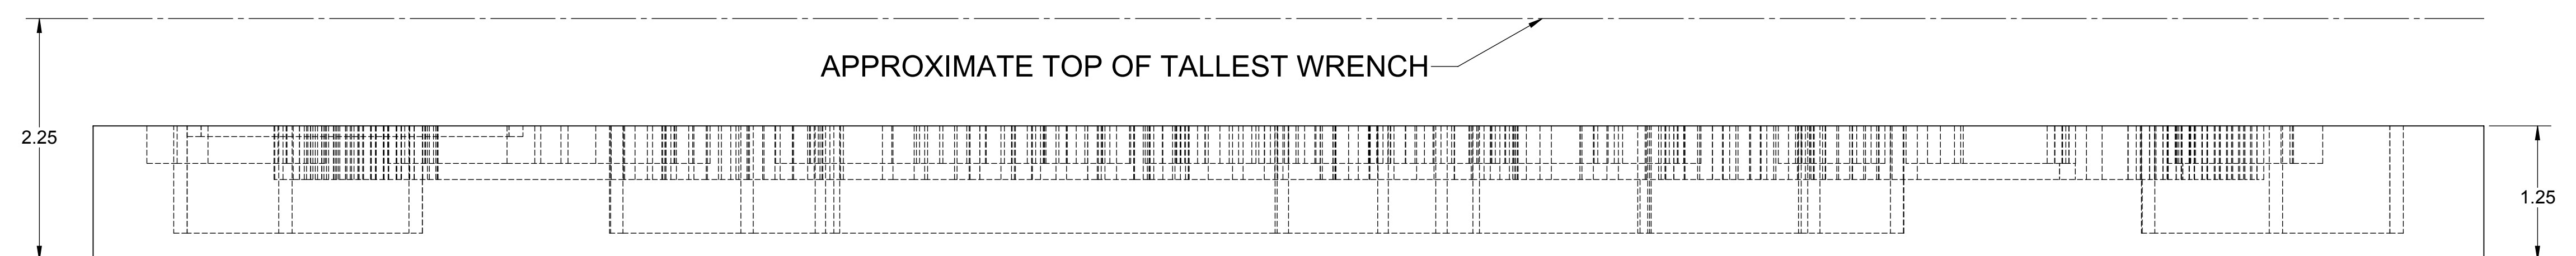 APPROXIMATE TOP OF TALLEST WRENCH
2.25
1.25